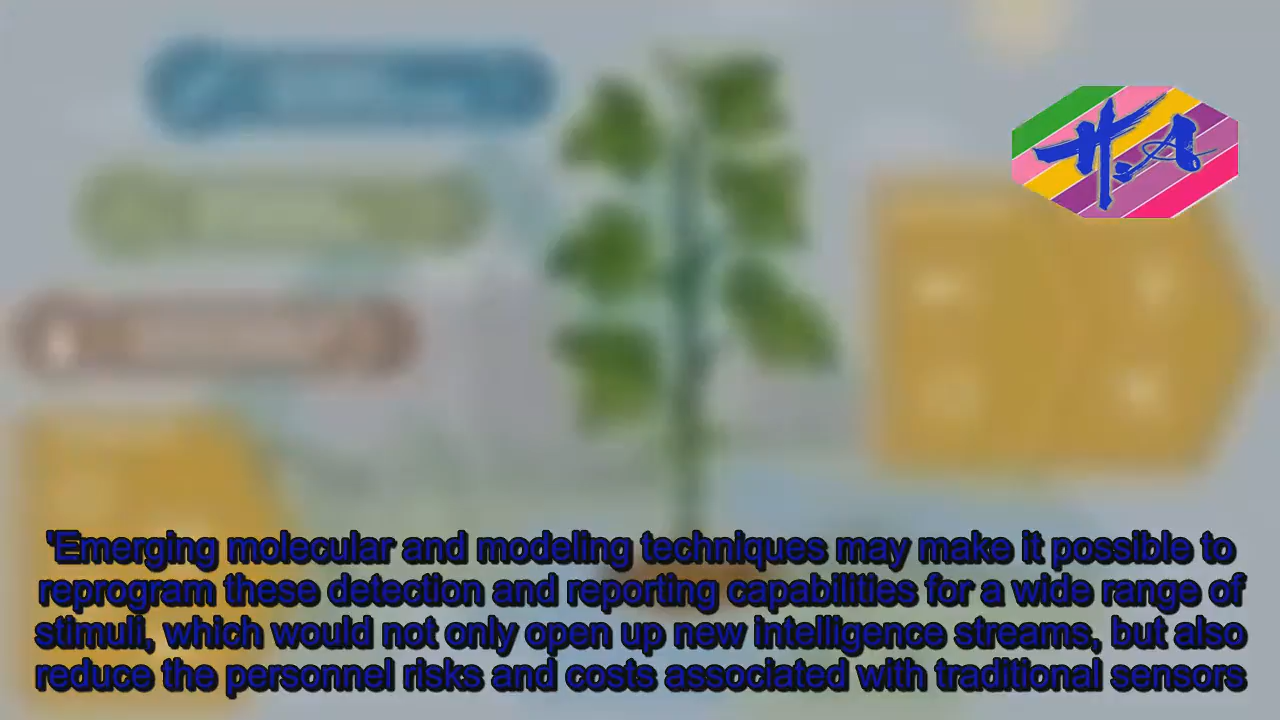 H.A
'Emerging molecular and modeling techniques may make it possible to
reprogram these detection and reporting capabilities for a wide range of
stimuli, which would not only open up new intelligence streams, but also
reduce the personnel risks and costs associated with traditional sensors